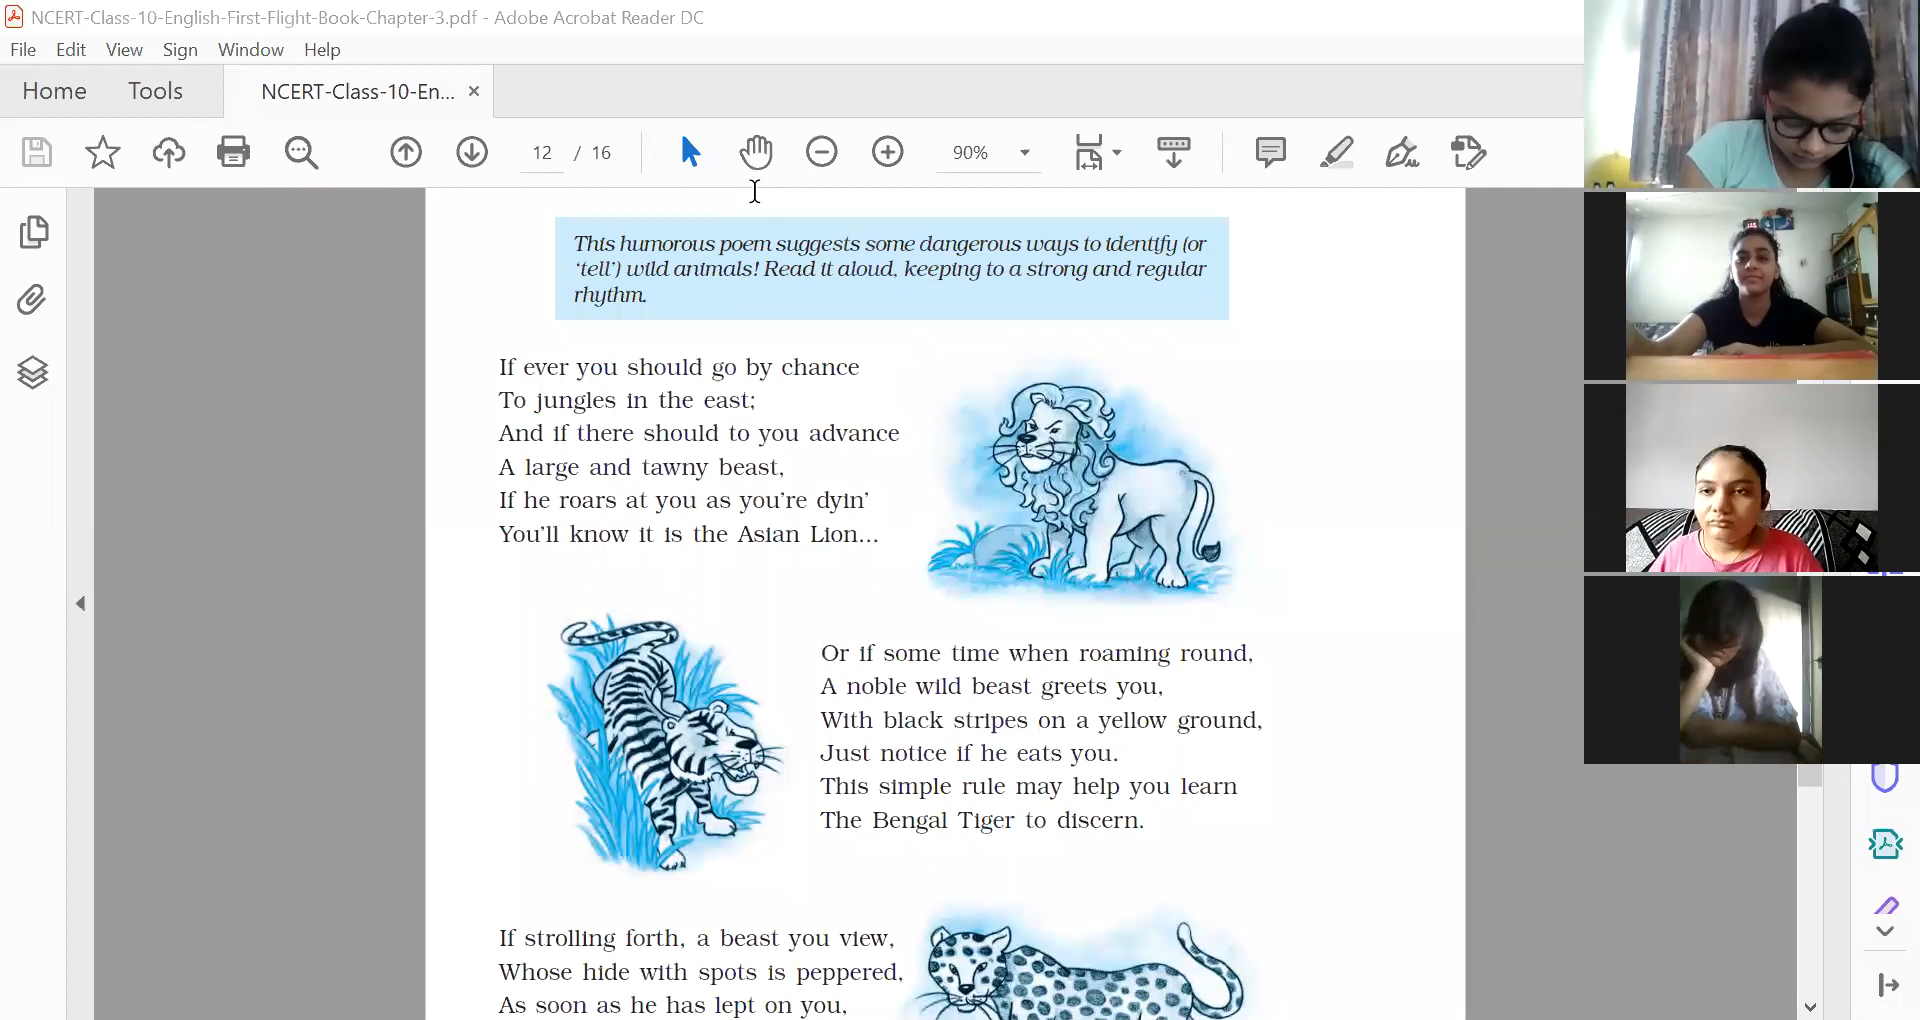 NCERT-Class-10-English-First-Flight-Book-Chapter-3.pdf - Adobe Acrobat Reader DC
File Edit View Sign Window Help
Home Tools NCERT-Class-10-En... ×
12 / 16 90%
This humorous poem suggests some dangerous ways to identify (or
‘tell’) wild animals! Read it aloud, keeping to a strong and regular
rhythm.
If ever you should go by chance
To jungles in the east;
And if there should to you advance
A large and tawny beast,
If he roars at you as you’re dyin’
You’ll know it is the Asian Lion...
Or if some time when roaming round,
A noble wild beast greets you,
With black stripes on a yellow ground,
Just notice if he eats you.
This simple rule may help you learn
The Bengal Tiger to discern.
If strolling forth, a beast you view,
Whose hide with spots is peppered,
As soon as he has lept on you,